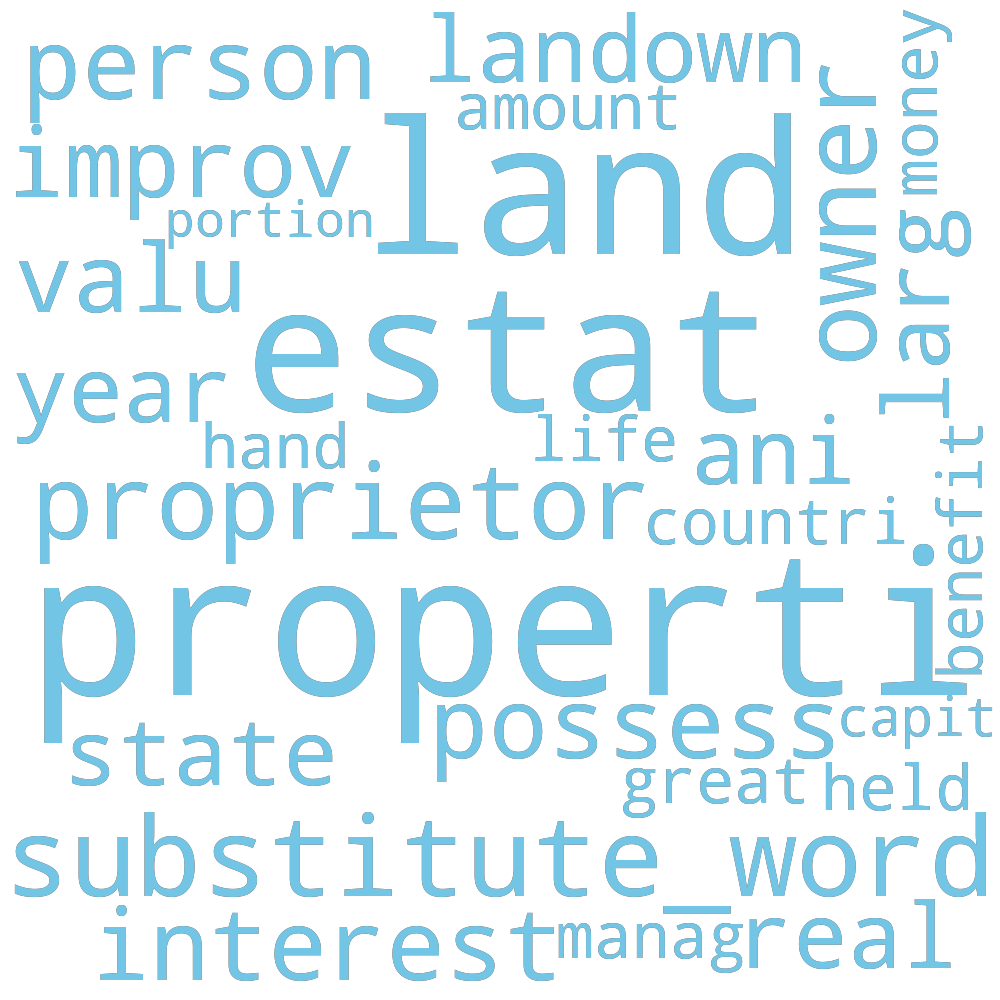 person
landown
amount
owner
money
improv
land
portion
larg
valu
estat
year
hand
life
ani
benefit
proprietor
countri
properti
possess
capit
state
great
held
substitute_word
interest
manag
real